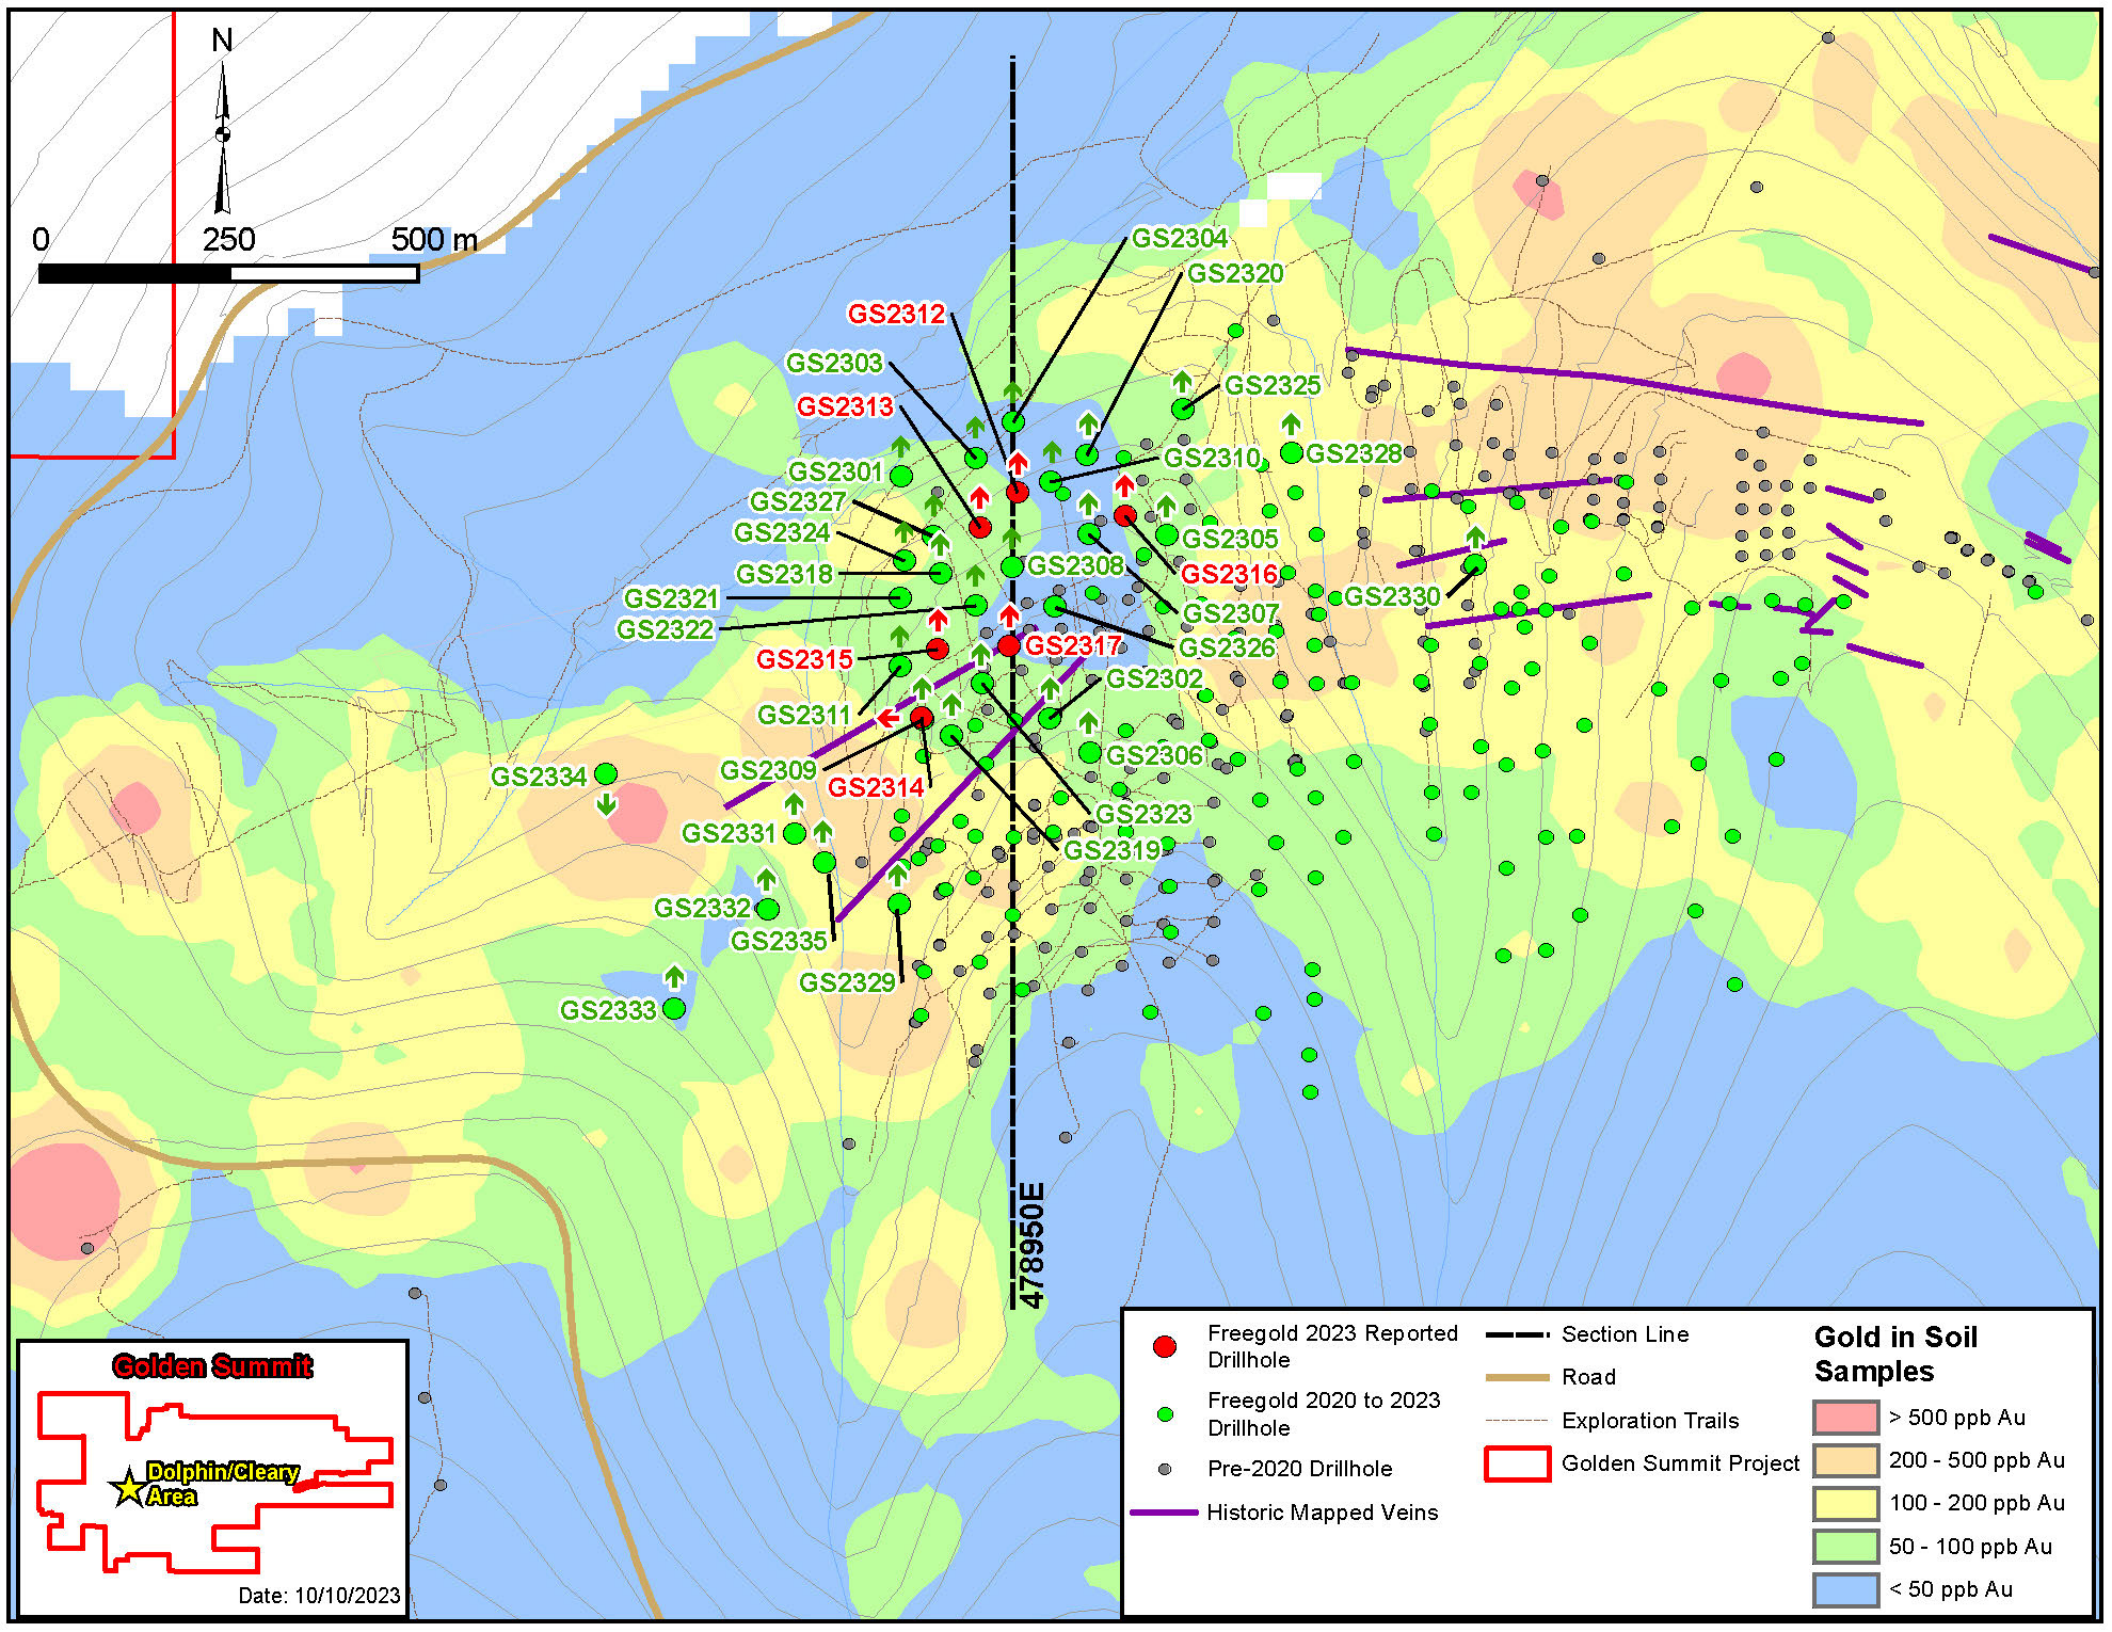 N
0 250 500 m
GS2304
GS2320
GS2312
GS2303
GS2325
GS2313
GS2328
GS2310
GS2301
GS2327
GS2324
GS2305
GS2308
GS2318
GS2316
GS2321
GS2330
GS2307
GS2322
GS2317
GS2326
GS2315
GS2302
GS2311
GS2306
GS2309
GS2334
GS2314
GS2323
GS2331
GS2319
GS2332
GS2335
GS2329
GS2333
478950E
Golden Summit
Dolphin/Cleary
Area
Date: 10/10/2023
Freegold 2023 Reported
Drillhole
Freegold 2020 to 2023
Drillhole
Pre-2020 Drillhole
Historic Mapped Veins
Section Line
Road
Exploration Trails
Golden Summit Project
Gold in Soil
Samples
> 500 ppb Au
200 - 500 ppb Au
100 - 200 ppb Au
50 - 100 ppb Au
< 50 ppb Au